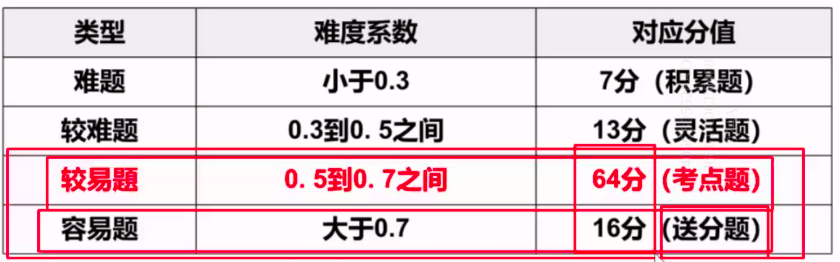 类型 难度系数 对应分值
难题 小于0.3 7分（积累题）
较难题 0.3到0. 5之间 13分（灵活题）
较易题 0. 5到0. 7之间 64分（考点题）
容易题 大于0.7 16分（送分题）